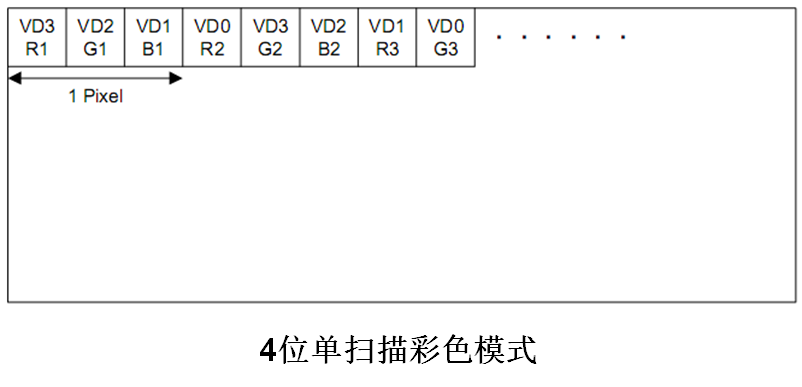 VD3 VD2 VD1 VD0 VD3 VD2 VD1 VD0
R1 G1 B1 R2 G2 B2 R3 G3 . . . . . .
1 Pixel
4位单扫描彩色模式